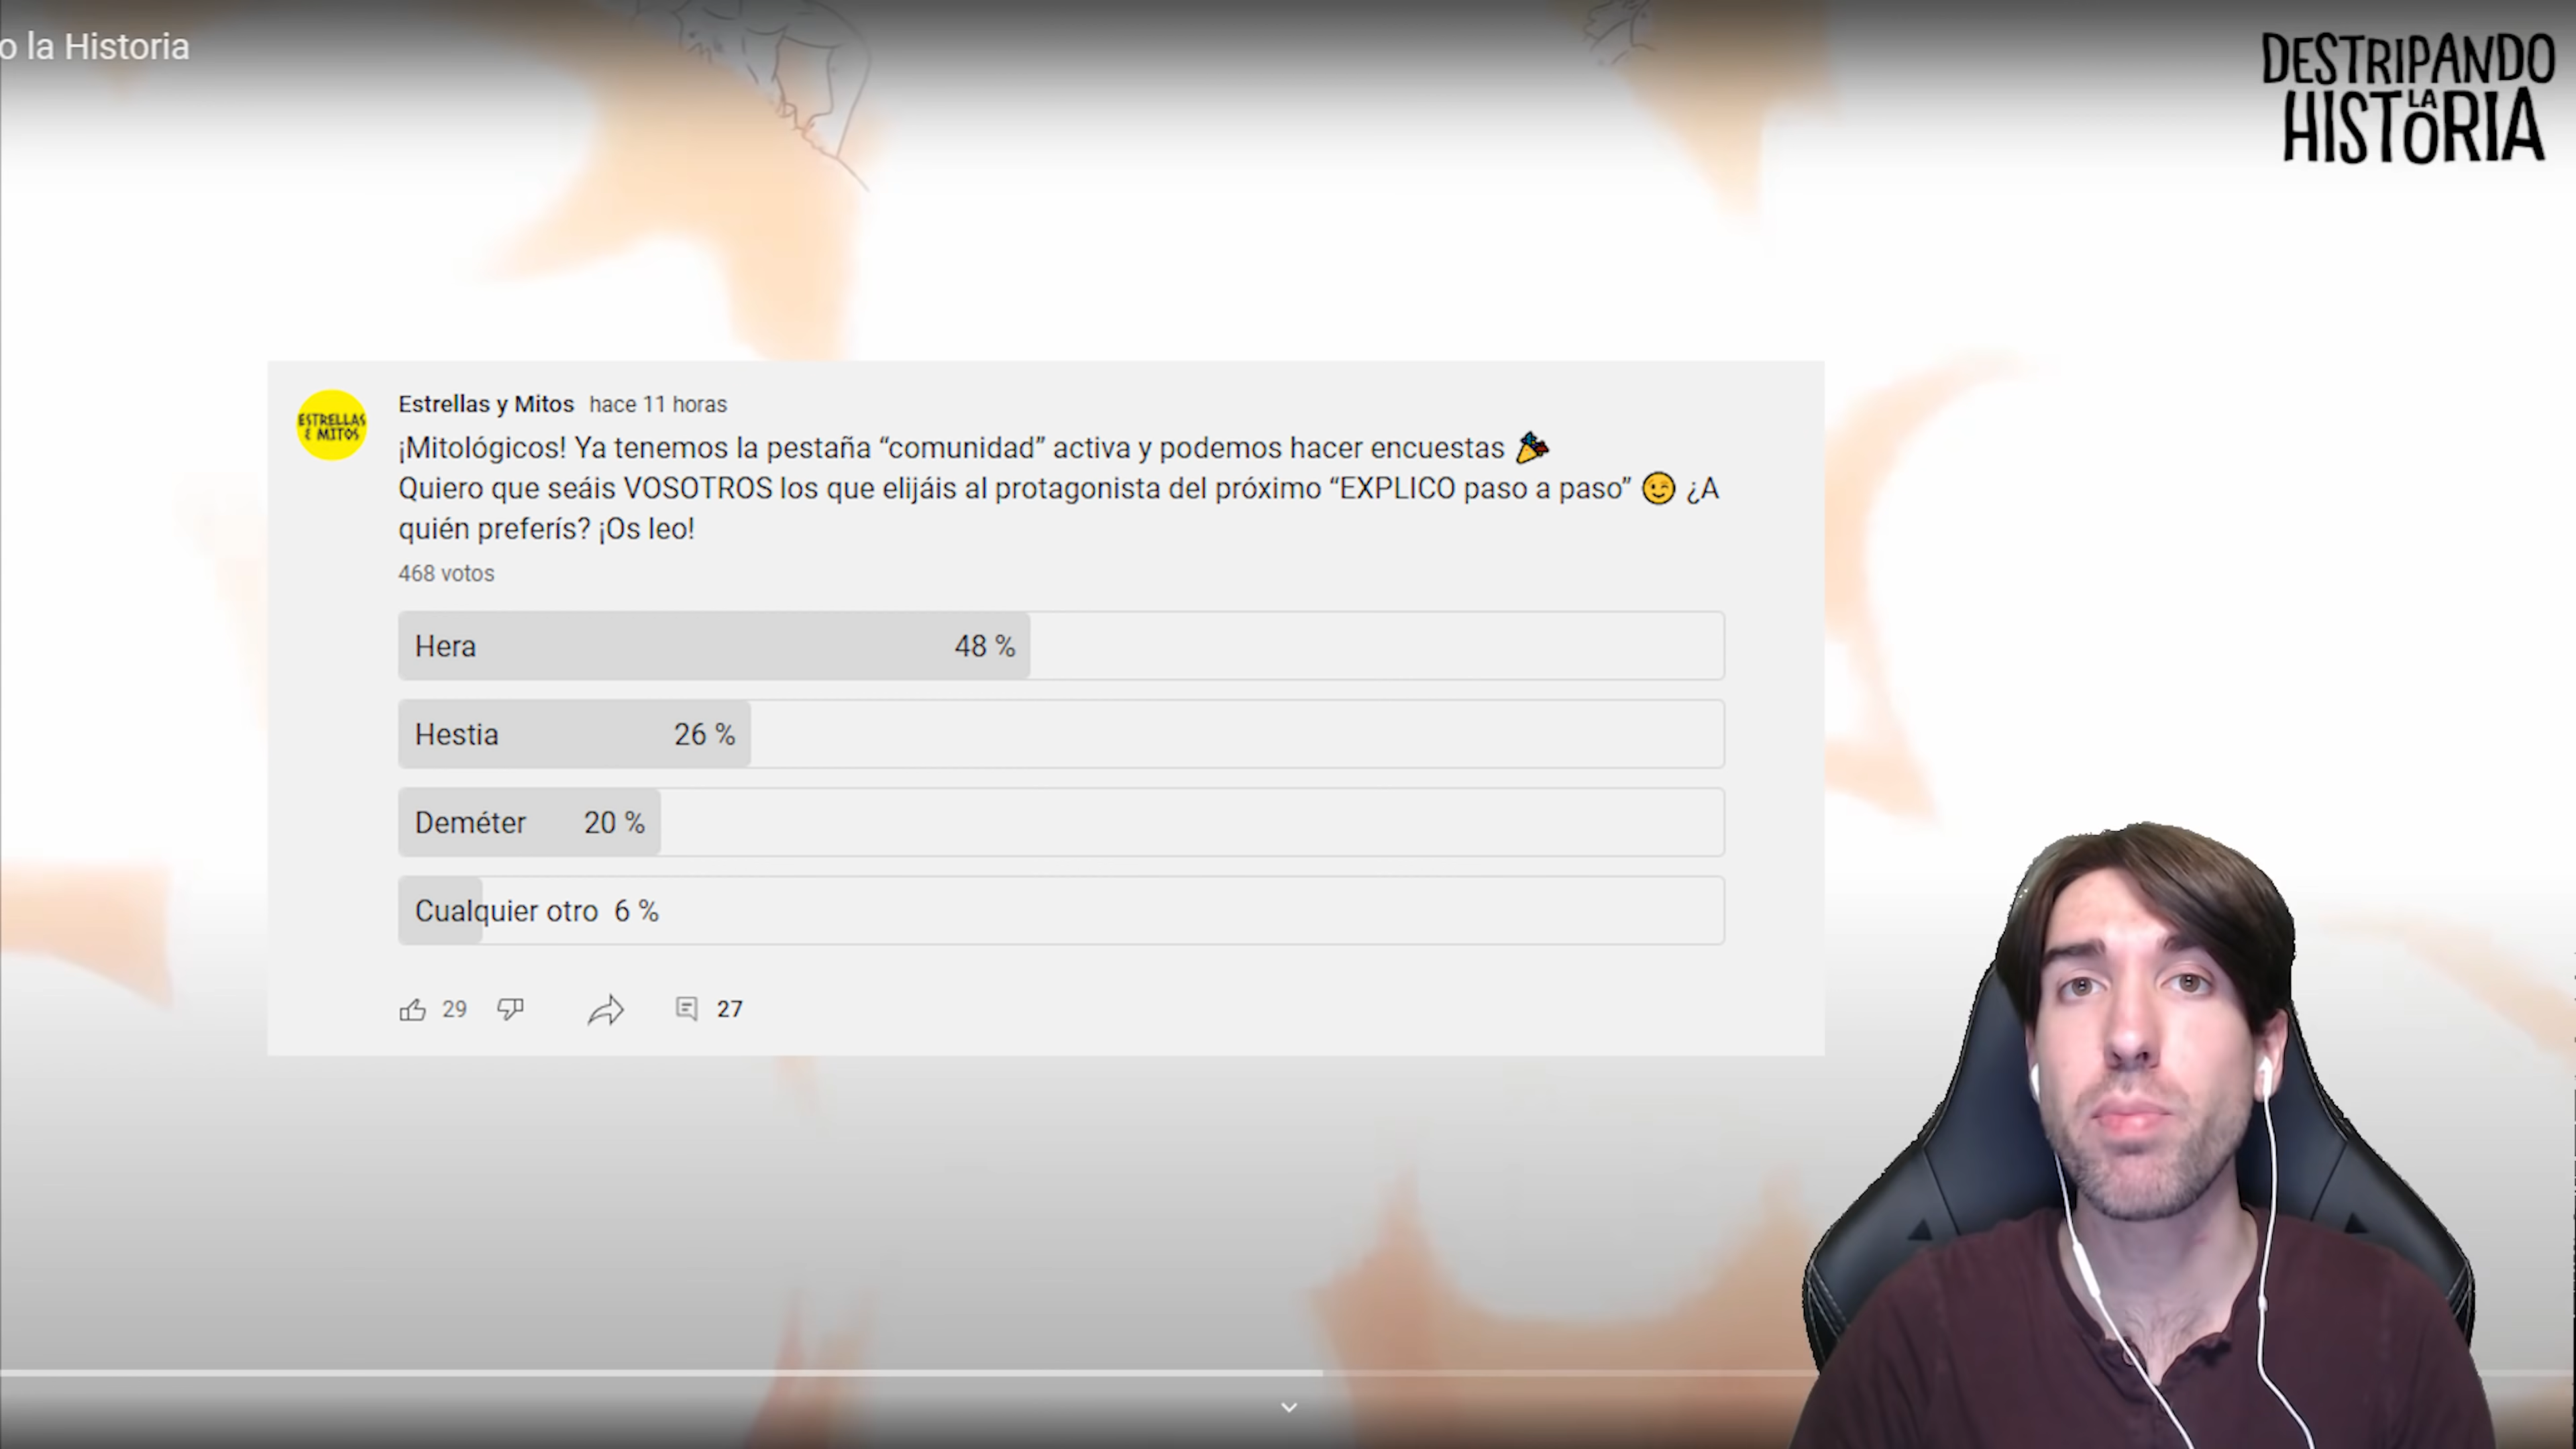 o la Historia
DESTRIPANDO
LA
HISTORIA
ESTRELLAS
& MITOS
Estrellas y Mitos hace 11 horas
¡Mitológicos! Ya tenemos la pestaña “comunidad” activa y podemos hacer encuestas 🎉
Quiero que seáis VOSOTROS los que elijáis al protagonista del próximo “EXPLICO paso a paso” 😉 ¿A
quién preferís? ¡Os leo!
468 votos
Hera 48 %
Hestia 26 %
Deméter 20 %
Cualquier otro 6 %
29 27